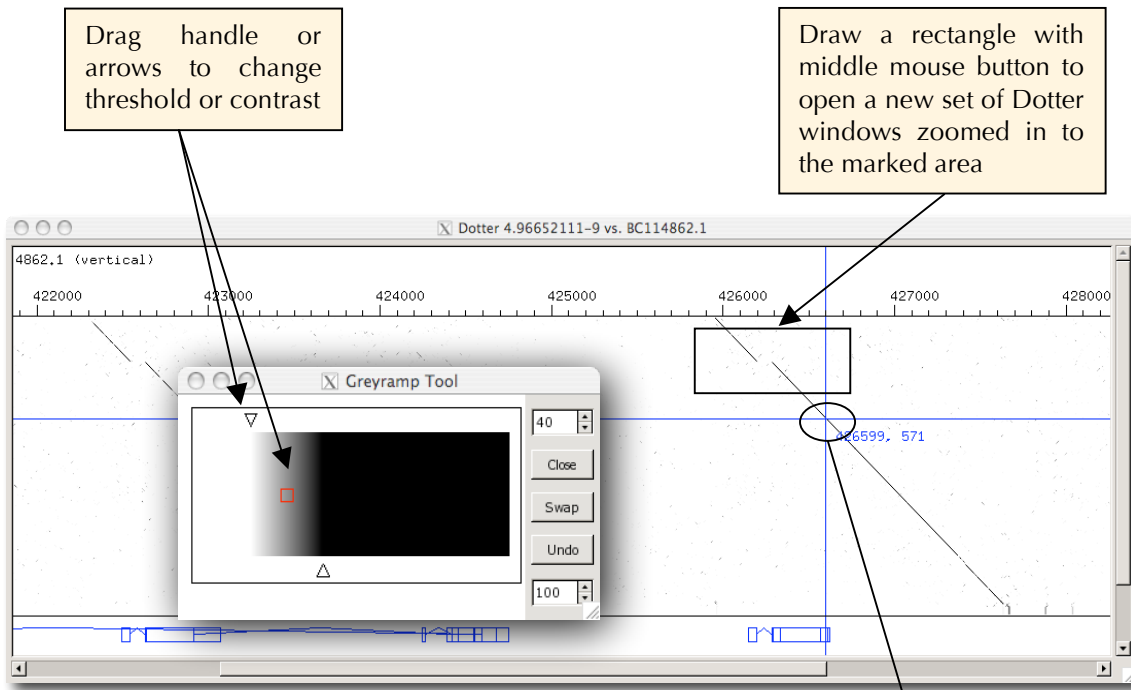 Drag handle or
arrows to change
threshold or contrast
Draw a rectangle with
middle mouse button to
open a new set of Dotter
windows zoomed in to
the marked area
X Dotter 4.96652111-9 vs. BC114862.1
4862.1 (vertical)
422000 423000 424000 425000 426000 427000 428000
X Greyramp Tool
40
Close
Swap
Undo
100
426599, 571